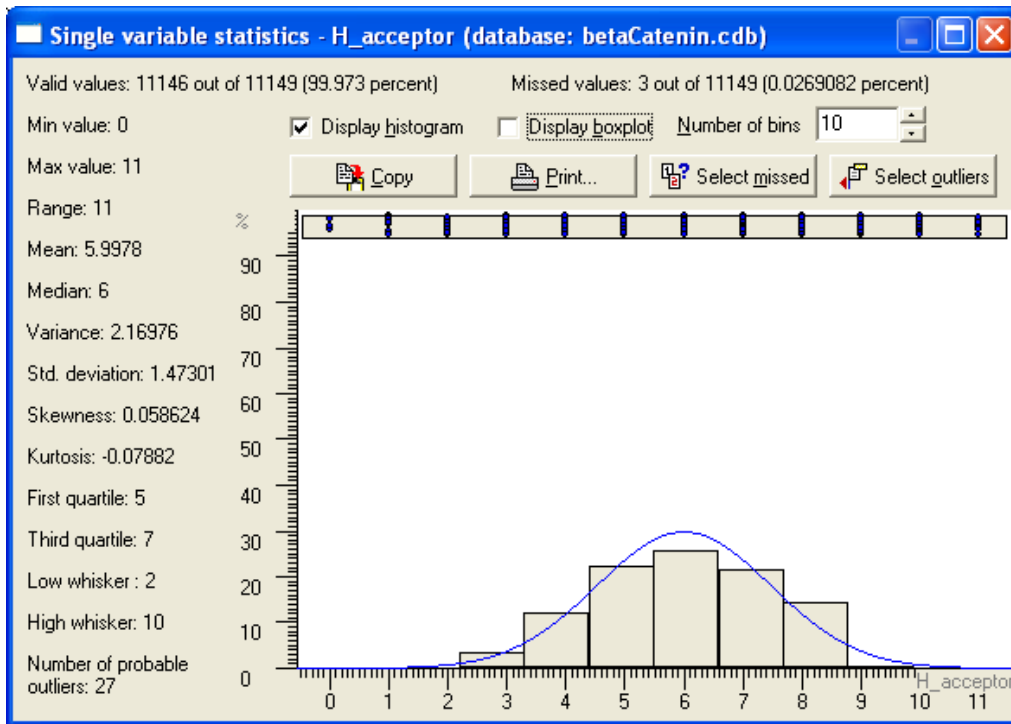 Single variable statistics - H_acceptor (database: betaCatenin.cdb)
Valid values: 11146 out of 11149 (99.973 percent)
Missed values: 3 out of 11149 (0.0269082 percent)
Min value: 0
Display histogram
Display boxplot
Number of bins
10
Max value: 11
Copy
Print...
Select missed
Select outliers
Range: 11
Mean: 5.9978
Median: 6
Variance: 2.16976
Std. deviation: 1.47301
Skewness: 0.058624
Kurtosis: -0.07882
First quartile: 5
Third quartile: 7
Low whisker : 2
High whisker: 10
Number of probable
outliers: 27
%
90
80
70
60
50
40
30
20
10
0
H_acceptor
0 1 2 3 4 5 6 7 8 9 10 11